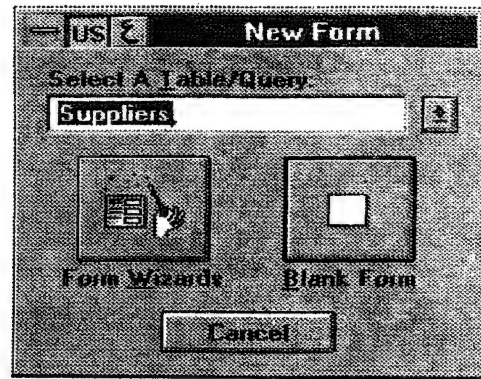 US ع New Form
Select A Table/Query:
Suppliers
Form Wizards Blank Form
Cancel